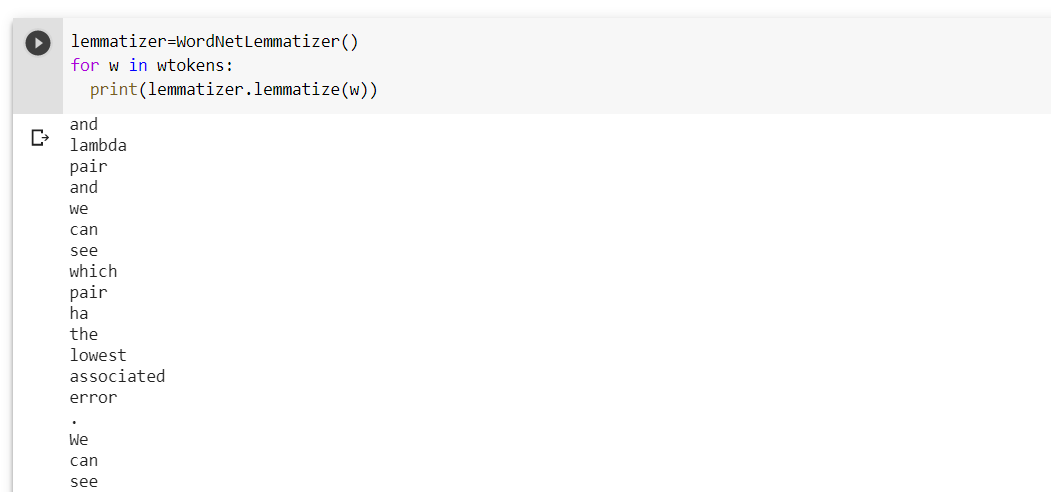 lemmatizer=WordNetLemmatizer()
for w in wtokens:
  print(lemmatizer.lemmatize(w))
and
lambda
pair
and
we
can
see
which
pair
ha
the
lowest
associated
error
.
We
can
see